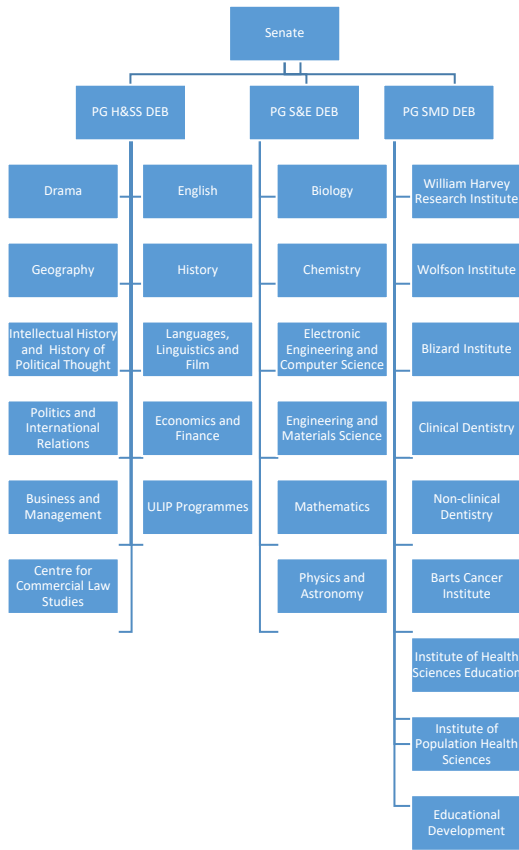 Senate
PG H&SS DEB
PG S&E DEB
PG SMD DEB
Drama
English
Biology
William Harvey
Research Institute
Geography
History
Chemistry
Wolfson Institute
Intellectual History
and History of
Political Thought
Languages,
Linguistics and
Film
Electronic
Engineering and
Computer Science
Blizard Institute
Politics and
International
Relations
Economics and
Finance
Engineering and
Materials Science
Clinical Dentistry
Business and
Management
ULIP Programmes
Mathematics
Non-clinical
Dentistry
Centre for
Commercial Law
Studies
Physics and
Astronomy
Barts Cancer
Institute
Institute of Health
Sciences Education
Institute of
Population Health
Sciences
Educational
Development